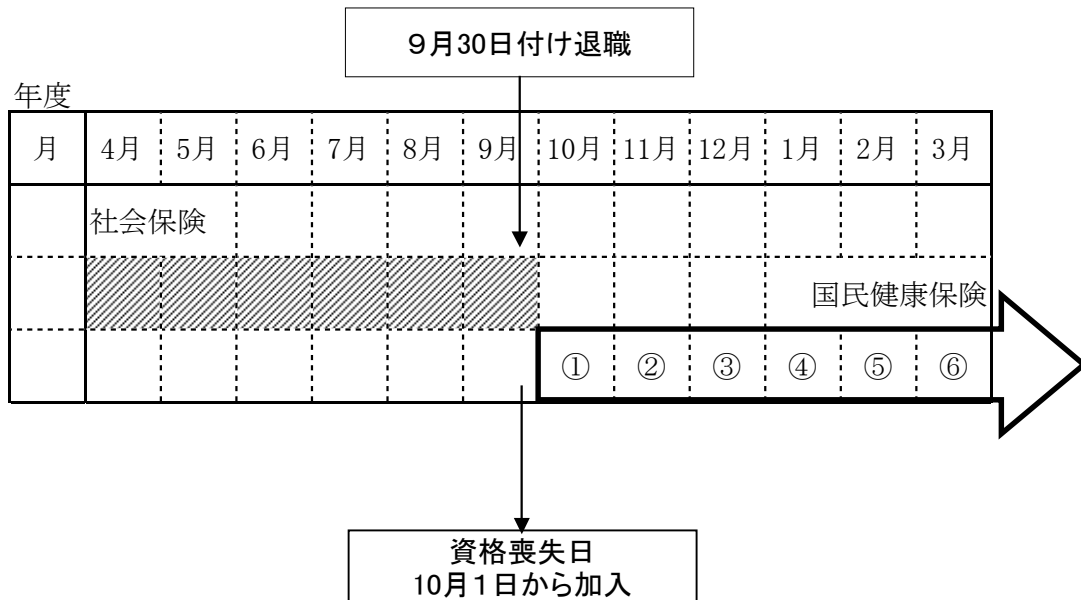 ９月30日付け退職
年度
月 4月 5月 6月 7月 8月 9月 10月 11月 12月 1月 2月 3月
社会保険
国民健康保険
① ② ③ ④ ⑤ ⑥
資格喪失日
10月１日から加入